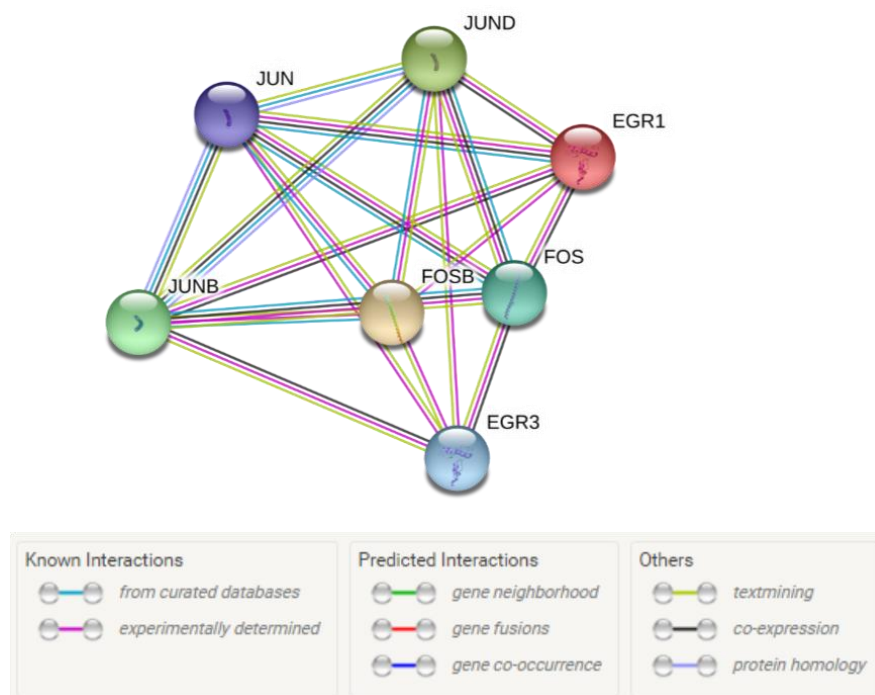 JUND
JUN
EGR1
FOS
FOSB
JUNB
EGR3
Known Interactions
from curated databases
experimentally determined
Predicted Interactions
gene neighborhood
gene fusions
gene co-occurrence
Others
textmining
co-expression
protein homology